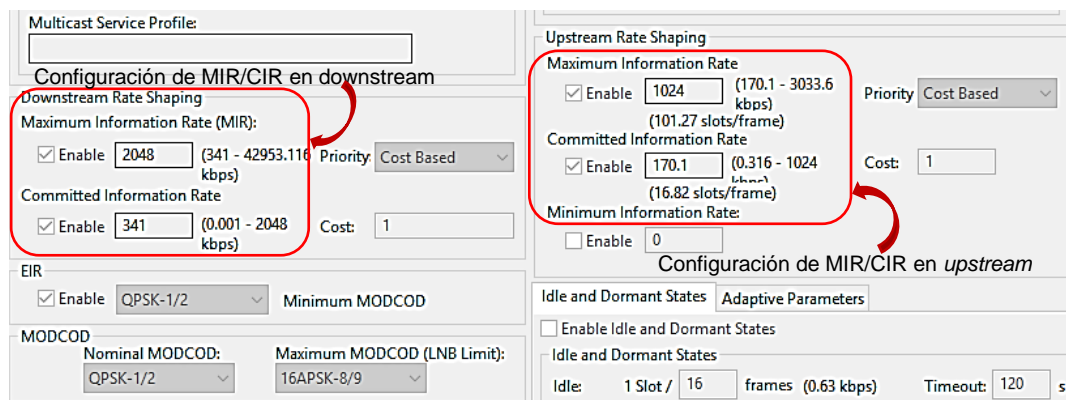 Multicast Service Profile:
Configuración de MIR/CIR en downstream
Downstream Rate Shaping
Maximum Information Rate (MIR):
Enable 2048 (341 - 42953.116 kbps) Priority: Cost Based
Committed Information Rate
Enable 341 (0.001 - 2048 kbps) Cost: 1
EIR
Enable QPSK-1/2 Minimum MODCOD
MODCOD
Nominal MODCOD: Maximum MODCOD (LNB Limit):
QPSK-1/2 16APSK-8/9
Upstream Rate Shaping
Maximum Information Rate
Enable 1024 (170.1 - 3033.6 kbps) Priority Cost Based
(101.27 slots/frame)
Committed Information Rate
Enable 170.1 (0.316 - 1024 kbps) Cost: 1
(16.82 slots/frame)
Minimum Information Rate:
Enable 0
Configuración de MIR/CIR en upstream
Idle and Dormant States Adaptive Parameters
Enable Idle and Dormant States
Idle and Dormant States
Idle: 1 Slot / 16 frames (0.63 kbps) Timeout: 120 s